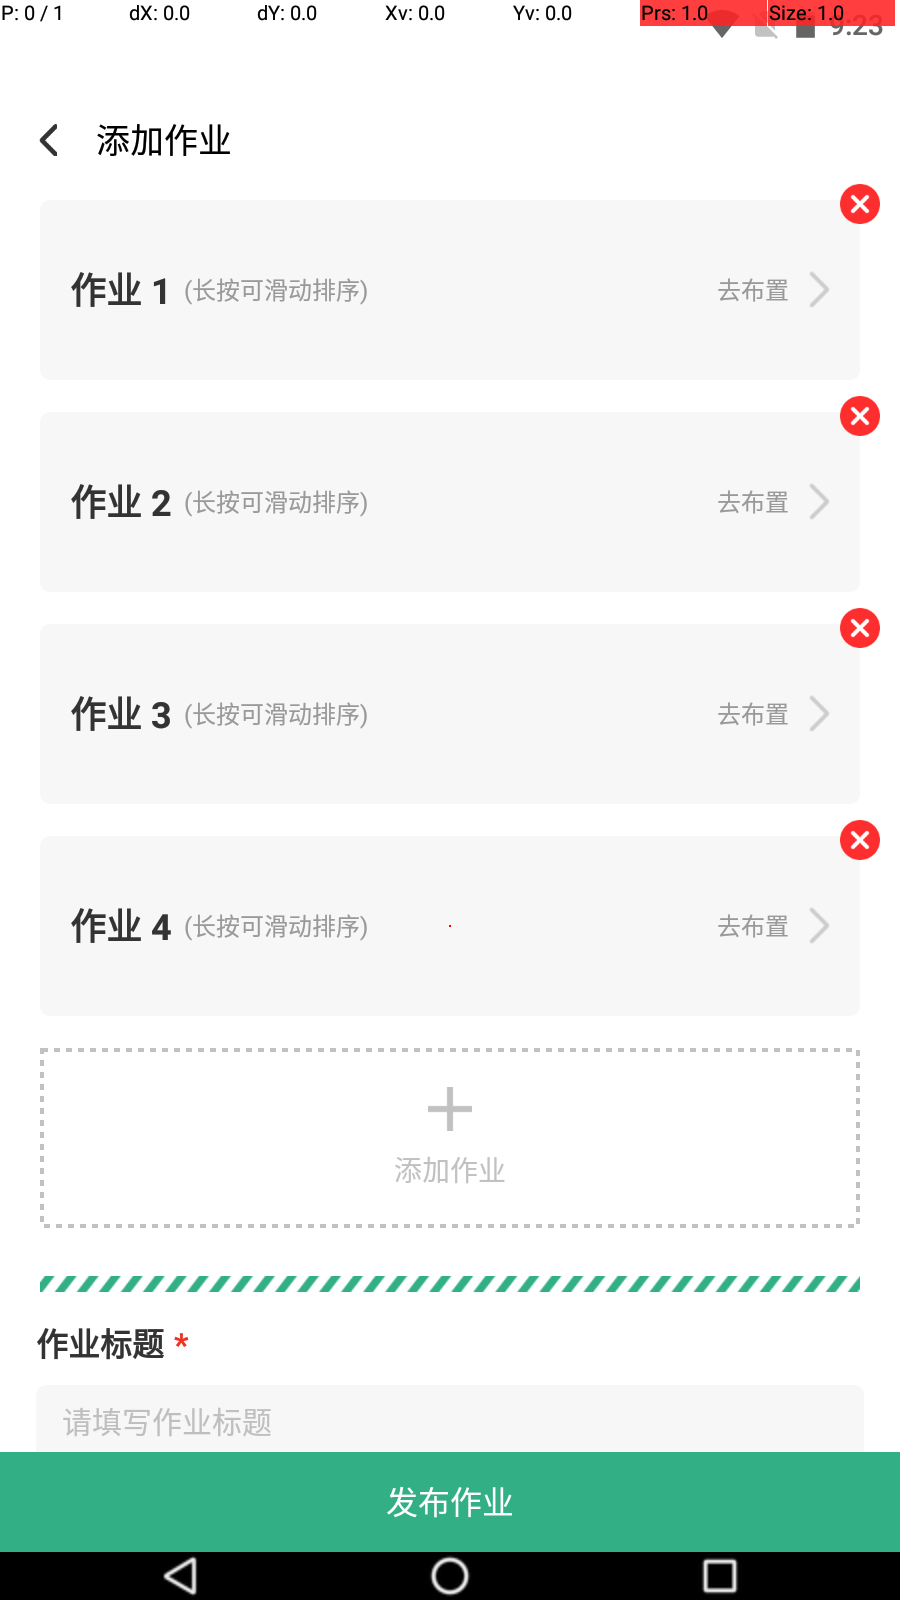 P: 0 / 1 dX: 0.0 dY: 0.0 Xv: 0.0 Yv: 0.0 Prs: 1.0 Size: 1.0
9:23
添加作业
作业 1 (长按可滑动排序) 去布置
作业 2 (长按可滑动排序) 去布置
作业 3 (长按可滑动排序) 去布置
作业 4 (长按可滑动排序) 去布置
添加作业
作业标题 *
请填写作业标题
发布作业